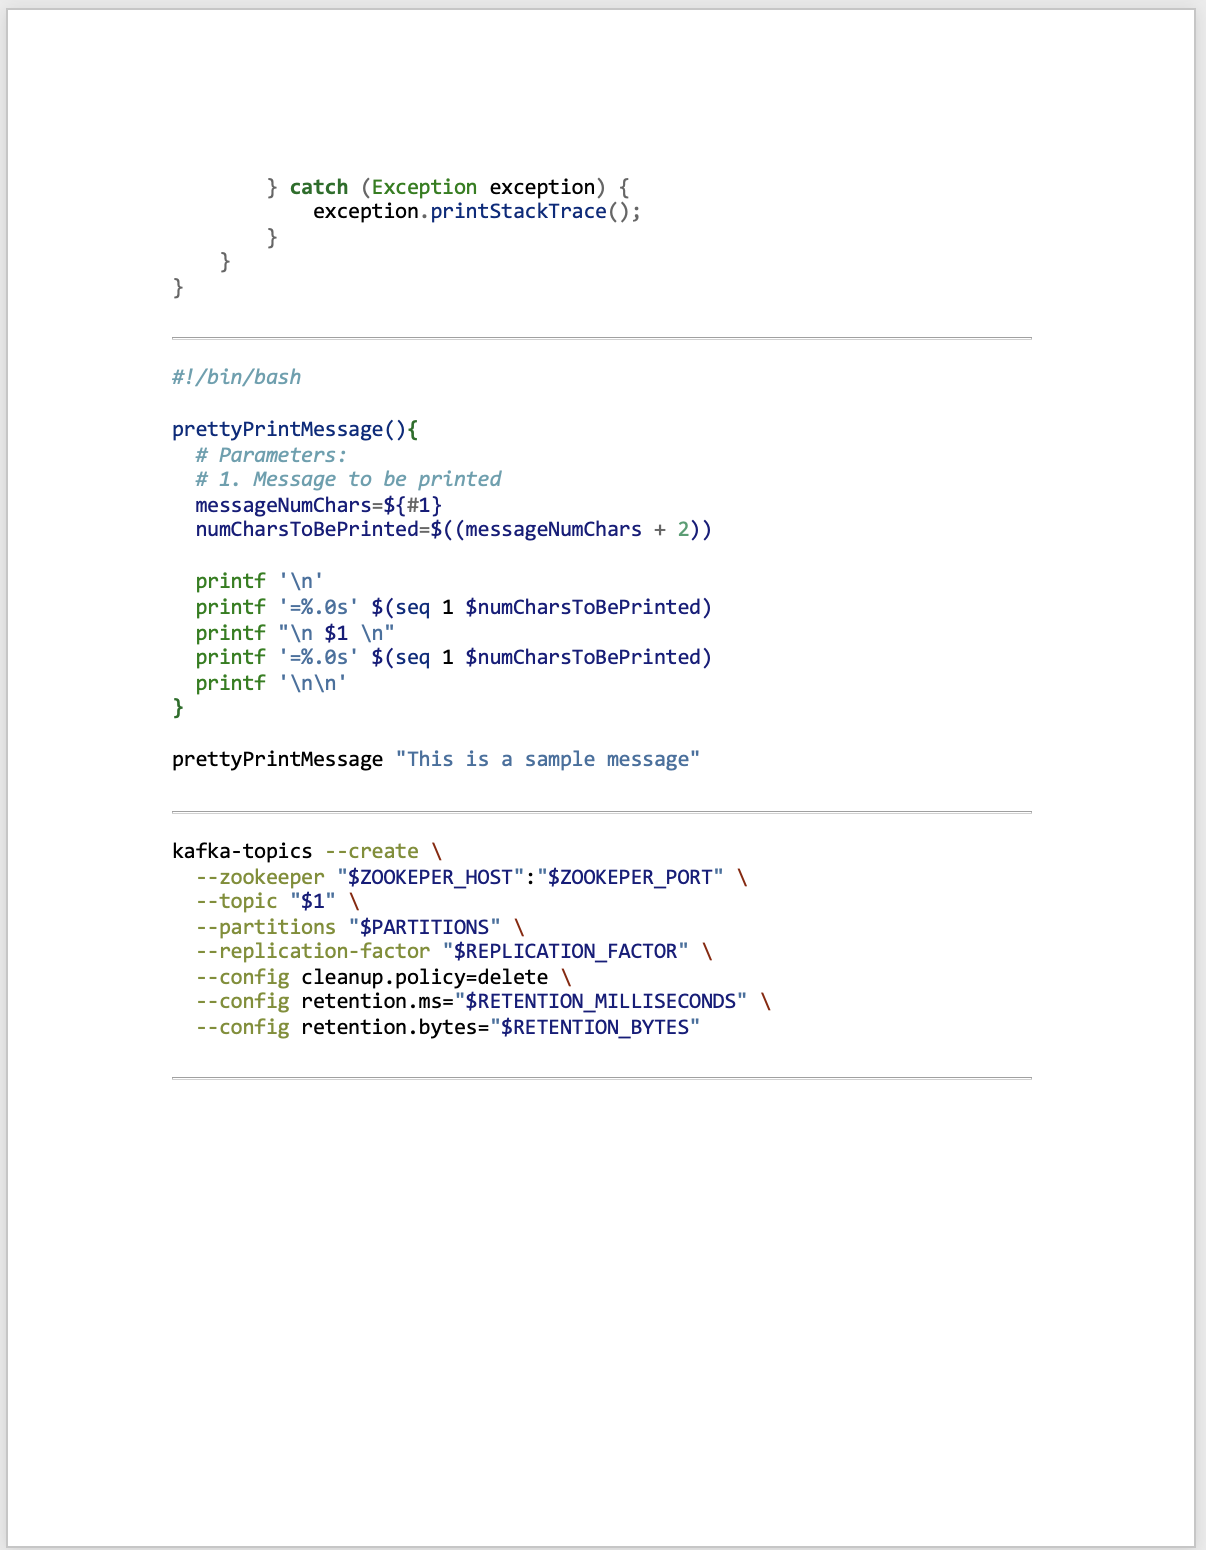 } catch (Exception exception) {
exception.printStackTrace();
}
}
}
#!/bin/bash
prettyPrintMessage(){
# Parameters:
# 1. Message to be printed
messageNumChars=${#1}
numCharsToBePrinted=$((messageNumChars + 2))
printf '\n'
printf '=%.0s' $(seq 1 $numCharsToBePrinted)
printf "\n $1 \n"
printf '=%.0s' $(seq 1 $numCharsToBePrinted)
printf '\n\n'
}
prettyPrintMessage "This is a sample message"
kafka-topics --create \
--zookeeper "$ZOOKEPER_HOST":"$ZOOKEPER_PORT" \
--topic "$1" \
--partitions "$PARTITIONS" \
--replication-factor "$REPLICATION_FACTOR" \
--config cleanup.policy=delete \
--config retention.ms="$RETENTION_MILLISECONDS" \
--config retention.bytes="$RETENTION_BYTES"